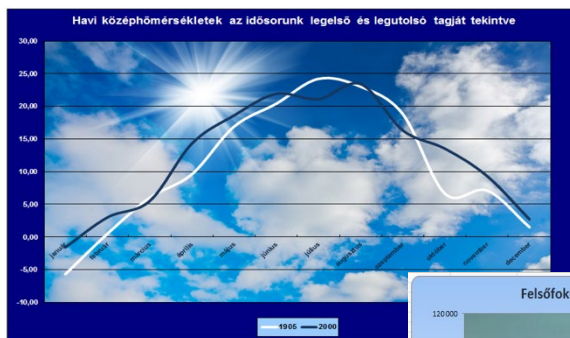 Havi középhőmérsékletek az idősorunk legelső és legutolsó tagját tekintve
30,00
25,00
20,00
15,00
10,00
5,00
0,00
-5,00
-10,00
január
február
március
április
május
június
július
augusztus
szeptember
október
november
december
1905
2000
Felsőfok
120 000